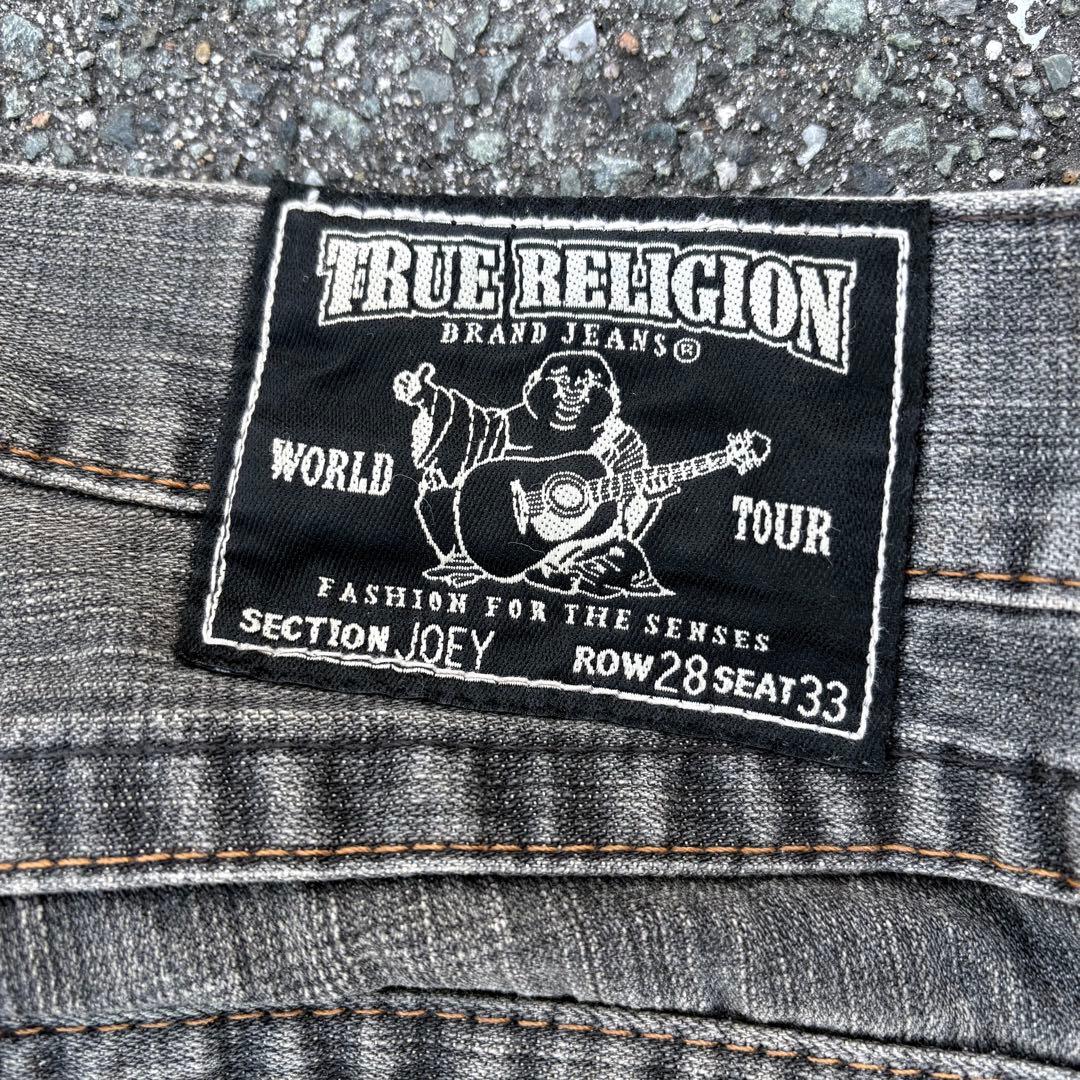 TRUE RELIGION
BRAND JEANS®
WORLD TOUR
FASHION FOR THE SENSES
SECTION JOEY ROW 28 SEAT 33